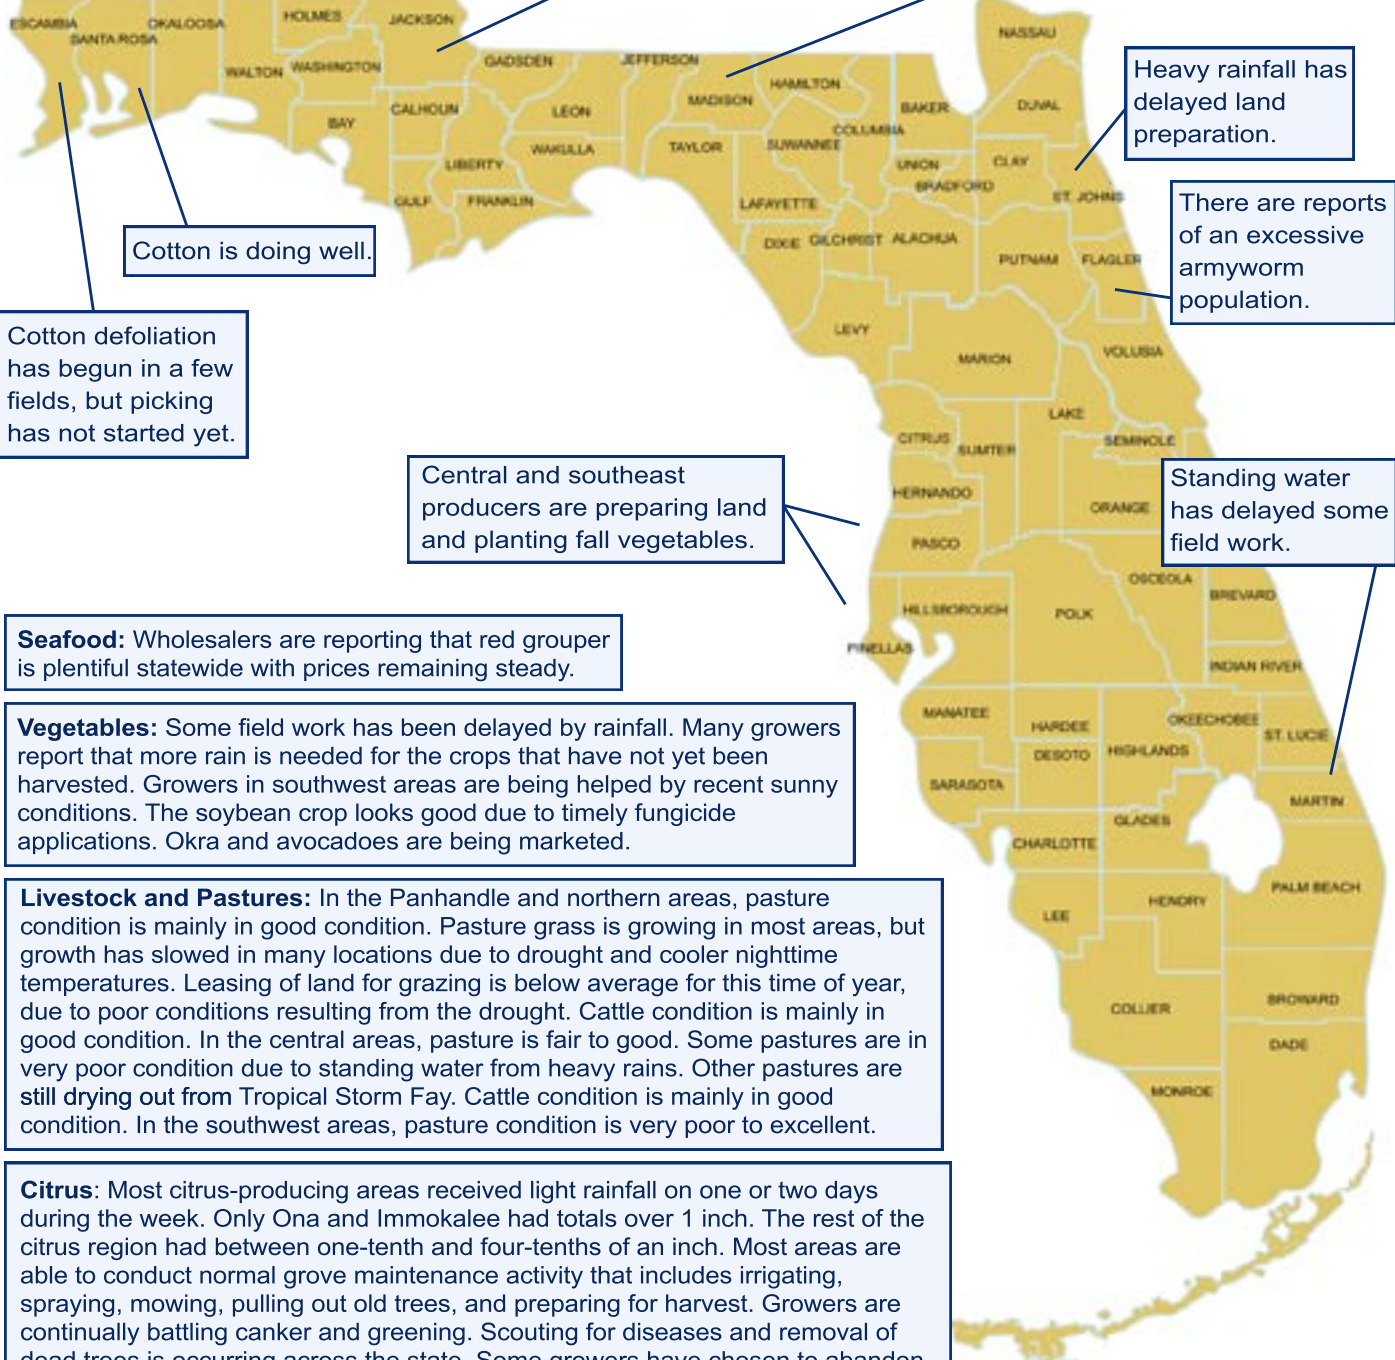 ESCAMBIA
SANTA ROSA
OKALOOSA
HOLMES
JACKSON
WALTON
WASHINGTON
BAY
CALHOUN
GADSDEN
LEON
LIBERTY
WAKULLA
GULF
FRANKLIN
JEFFERSON
MADISON
HAMILTON
TAYLOR
SUWANNEE
COLUMBIA
LAFAYETTE
DIXIE
GILCHRIST
ALACHUA
BAKER
NASSAU
DUVAL
UNION
BRADFORD
CLAY
ST. JOHNS
PUTNAM
FLAGLER
LEVY
MARION
VOLUSIA
LAKE
CITRUS
SUMTER
SEMINOLE
HERNANDO
ORANGE
PASCO
OSCEOLA
BREVARD
HILLSBOROUGH
POLK
PINELLAS
INDIAN RIVER
MANATEE
HARDEE
OKEECHOBEE
ST. LUCIE
DESOTO
HIGHLANDS
SARASOTA
MARTIN
GLADES
CHARLOTTE
PALM BEACH
HENDRY
LEE
COLLIER
BROWARD
DADE
MONROE
Heavy rainfall has
delayed land
preparation.
There are reports
of an excessive
armyworm
population.
Cotton is doing well.
Cotton defoliation
has begun in a few
fields, but picking
has not started yet.
Central and southeast
producers are preparing land
and planting fall vegetables.
Standing water
has delayed some
field work.
Seafood: Wholesalers are reporting that red grouper
is plentiful statewide with prices remaining steady.
Vegetables: Some field work has been delayed by rainfall. Many growers
report that more rain is needed for the crops that have not yet been
harvested. Growers in southwest areas are being helped by recent sunny
conditions. The soybean crop looks good due to timely fungicide
applications. Okra and avocadoes are being marketed.
Livestock and Pastures: In the Panhandle and northern areas, pasture
condition is mainly in good condition. Pasture grass is growing in most areas, but
growth has slowed in many locations due to drought and cooler nighttime
temperatures. Leasing of land for grazing is below average for this time of year,
due to poor conditions resulting from the drought. Cattle condition is mainly in
good condition. In the central areas, pasture is fair to good. Some pastures are in
very poor condition due to standing water from heavy rains. Other pastures are
still drying out from Tropical Storm Fay. Cattle condition is mainly in good
condition. In the southwest areas, pasture condition is very poor to excellent.
Citrus: Most citrus-producing areas received light rainfall on one or two days
during the week. Only Ona and Immokalee had totals over 1 inch. The rest of the
citrus region had between one-tenth and four-tenths of an inch. Most areas are
able to conduct normal grove maintenance activity that includes irrigating,
spraying, mowing, pulling out old trees, and preparing for harvest. Growers are
continually battling canker and greening. Scouting for diseases and removal of
dead trees is occurring across the state. Some growers have chosen to abandon